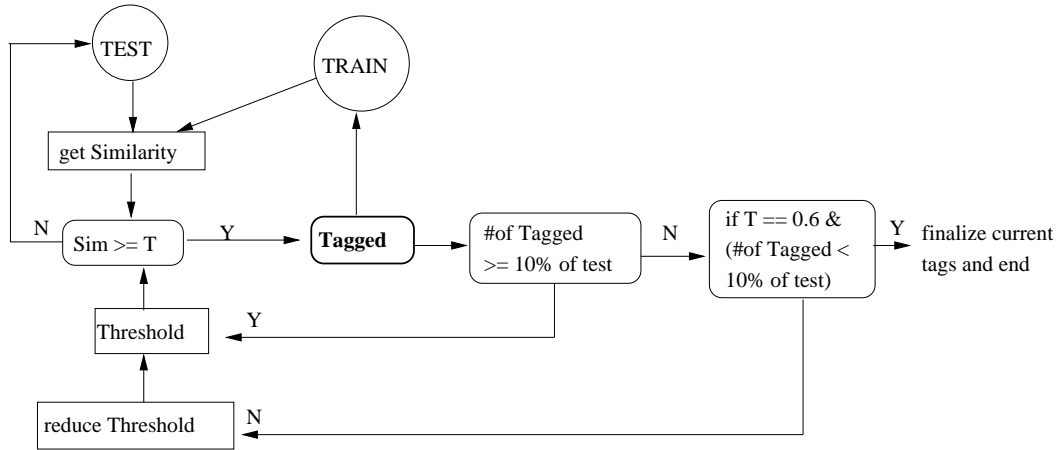 TEST
TRAIN
get Similarity
N
Sim >= T
Y
Tagged
#of Tagged
>= 10% of test
N
if T == 0.6 &
(#of Tagged <
10% of test)
Y
finalize current
tags and end
Threshold
Y
reduce Threshold
N